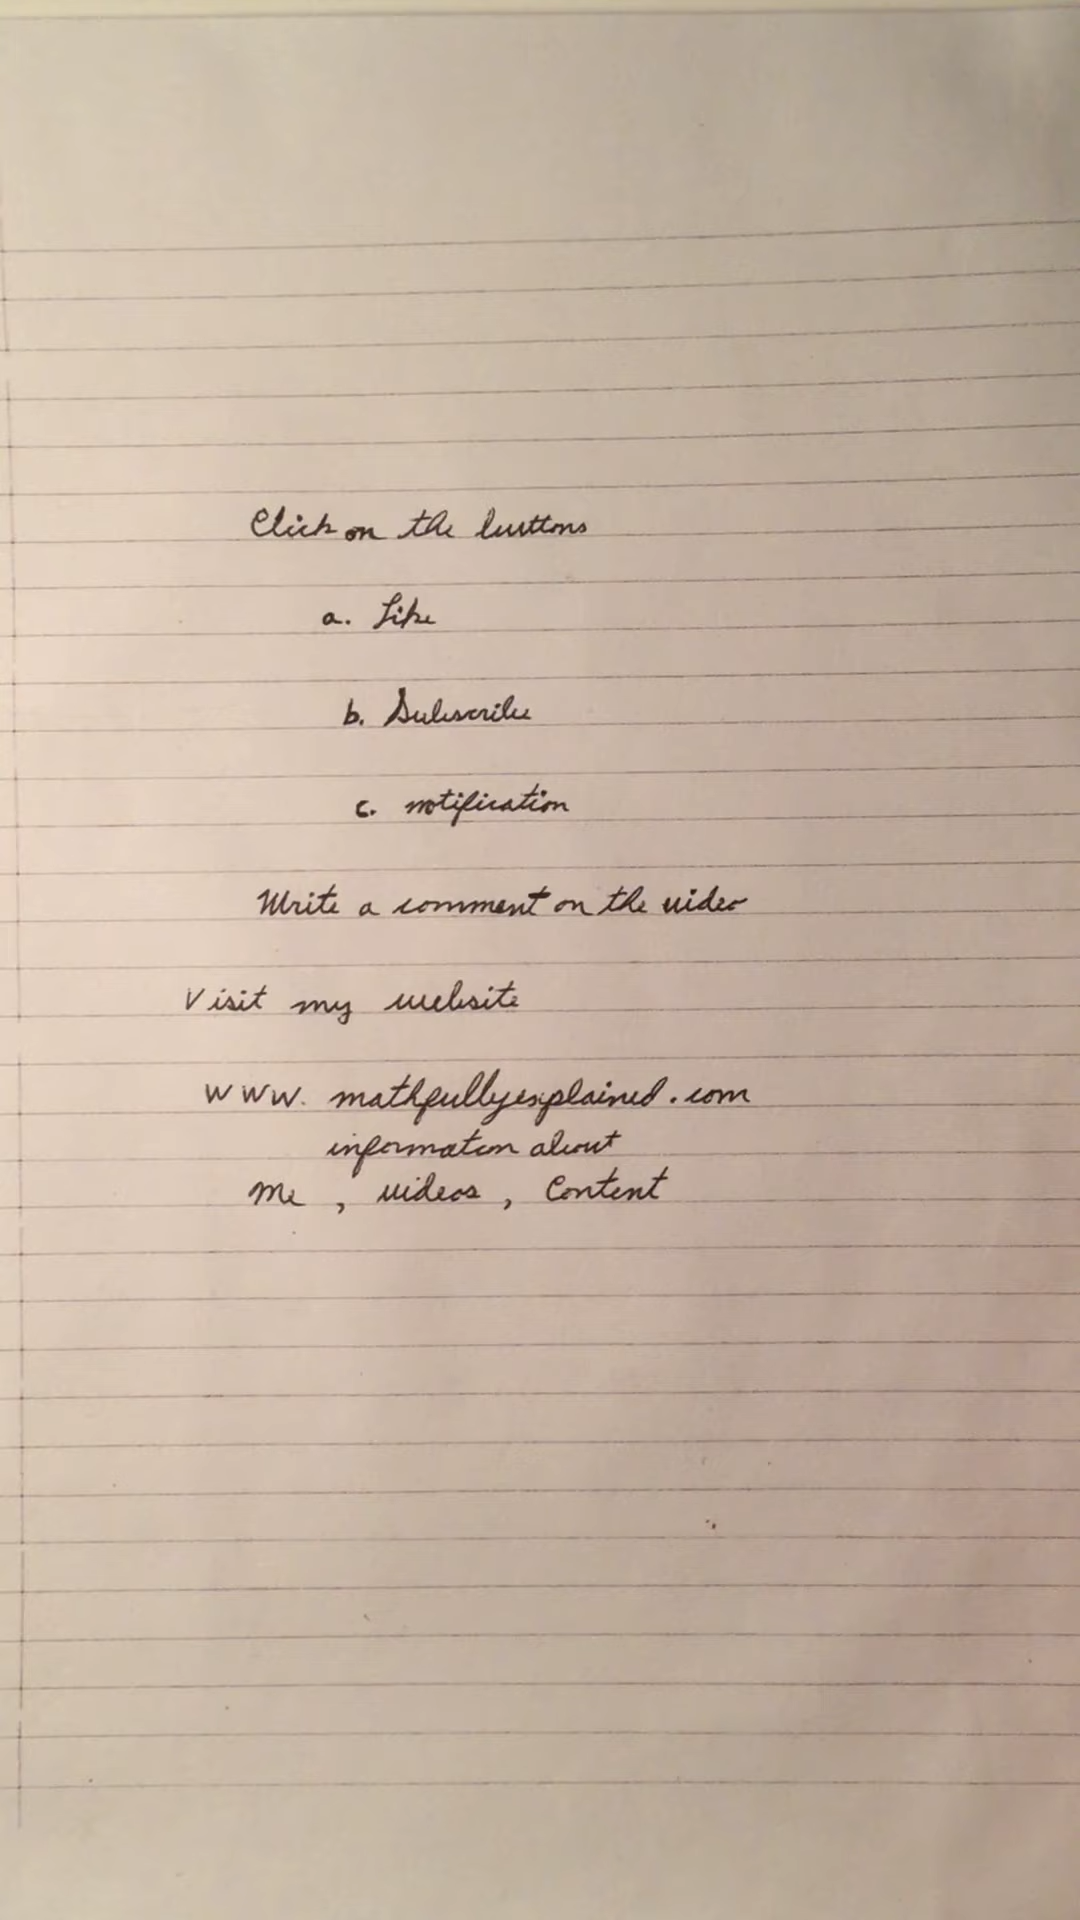 Click on the buttons
a. Like
b. Subscribe
c. notification
Write a comment on the video
Visit my website
www. mathfullyexplained.com
information about
Me , videos , Content